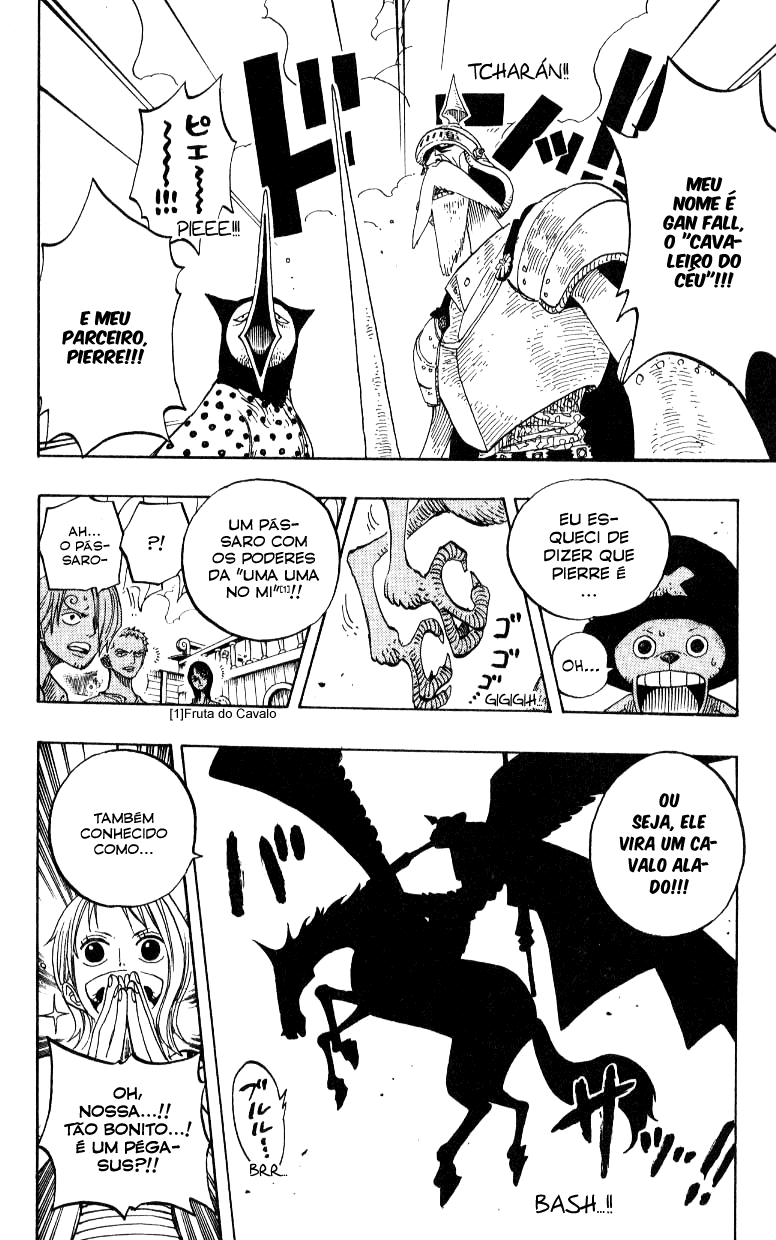 TCHARÁN!!
ドドン!!
MEU
NOME É
GAN FALL,
O "CAVA-
LEIRO DO
CÉU"!!!
ピエ〜〜〜!!!
PIEEE!!!
E MEU
PARCEIRO,
PIERRE!!!
EU ES-
QUECI DE
DIZER QUE
PIERRE É
...
OH...
ゴゴゴ...
GIGIGIH...!
UM PÁS-
SARO COM
OS PODERES
DA "UMA UMA
NO MI"[1]!!
?!
AH...
O PÁS-
SARO-
[1]Fruta do Cavalo
OU
SEJA, ELE
VIRA UM CA-
VALO ALA-
DO!!!
バサッ...!!
BASH...!!
ブルル...!
BRR...
TAMBÉM
CONHECIDO
COMO...
OH,
NOSSA...!!
TÃO BONITO...!
É UM PÉGA-
SUS?!!